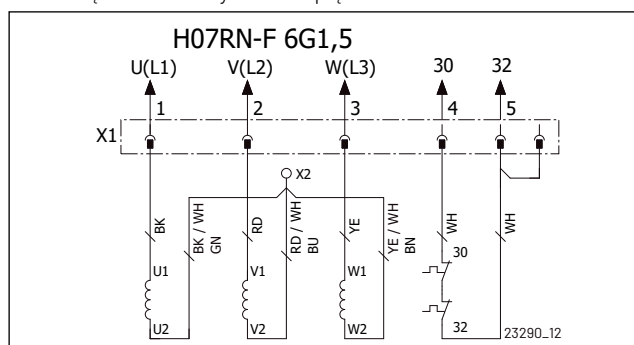 H07RN-F 6G1,5
U(L1) V(L2) W(L3) 30 32
1 2 3 4 5
X1
X2
BK
BK / WH
GN
RD
RD / WH
BU
YE
YE / WH
BN
WH
WH
30
U1 V1 W1
U2 V2 W2 32
23290_12